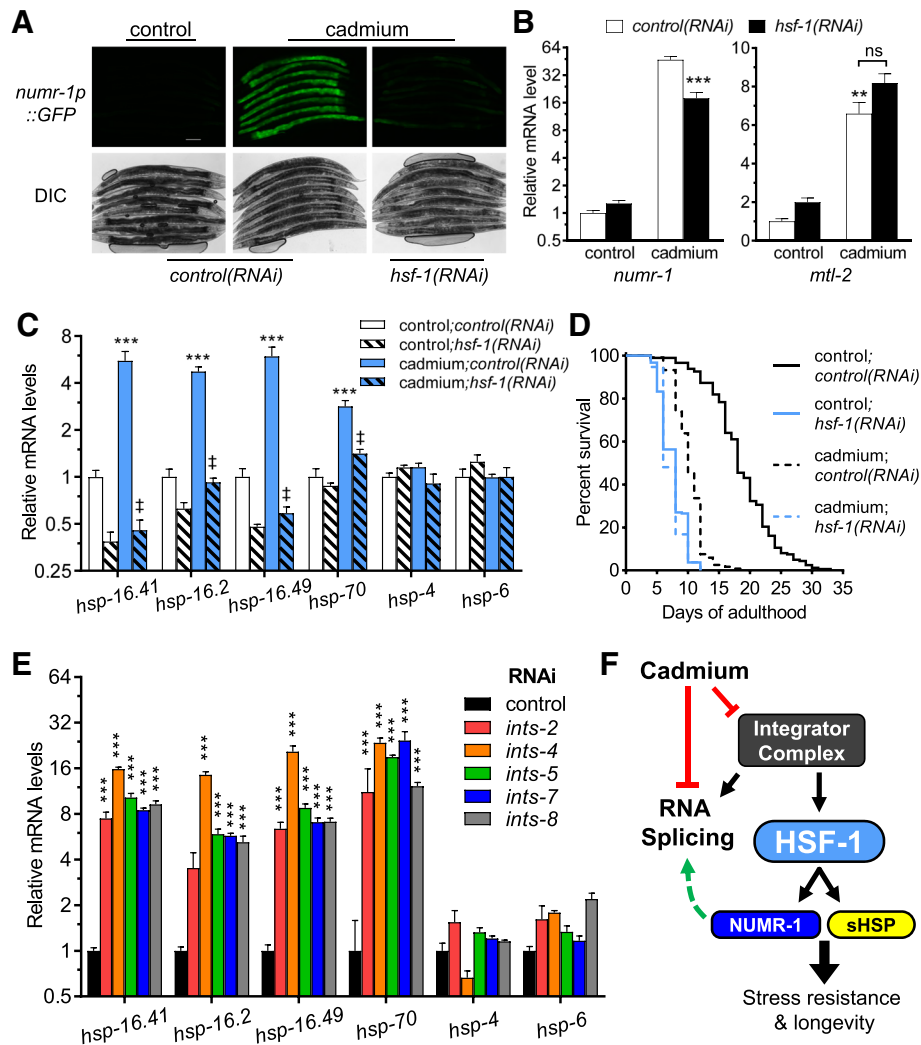 A
control
cadmium
numr-1p
::GFP
DIC
control(RNAi)
hsf-1(RNAi)
B
control(RNAi)
hsf-1(RNAi)
Relative mRNA level
64
32
16
8
4
2
1
0.5
***
control
cadmium
numr-1
10
8
6
4
2
0
ns
**
control
cadmium
mtl-2
C
Relative mRNA levels
8
4
2
1
0.5
0.25
control;control(RNAi)
control;hsf-1(RNAi)
cadmium;control(RNAi)
cadmium;hsf-1(RNAi)
*** *** *** ***
‡ ‡ ‡ ‡
hsp-16.41
hsp-16.2
hsp-16.49
hsp-70
hsp-4
hsp-6
D
Percent survival
100
80
60
40
20
0
0 5 10 15 20 25 30 35
Days of adulthood
control;
control(RNAi)
control;
hsf-1(RNAi)
cadmium;
control(RNAi)
cadmium;
hsf-1(RNAi)
E
Relative mRNA levels
64
32
16
8
4
2
1
0.5
RNAi
control
ints-2
ints-4
ints-5
ints-7
ints-8
*** *** *** *** ***
*** *** *** ***
*** *** *** *** ***
*** *** *** *** ***
hsp-16.41
hsp-16.2
hsp-16.49
hsp-70
hsp-4
hsp-6
F
Cadmium
Integrator
Complex
RNA
Splicing
HSF-1
NUMR-1
sHSP
Stress resistance
& longevity